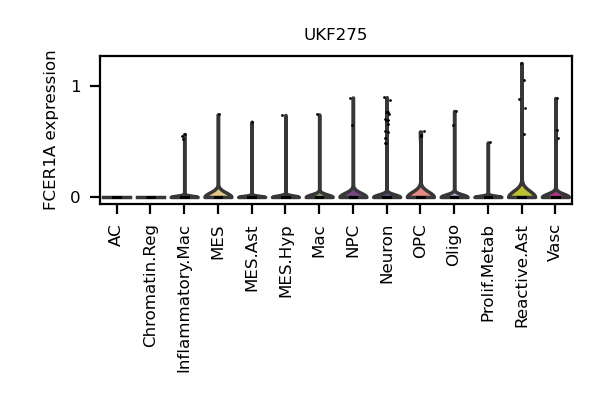 UKF275
FCER1A expression
1
0
AC
Chromatin.Reg
Inflammatory.Mac
MES
MES.Ast
MES.Hyp
Mac
NPC
Neuron
OPC
Oligo
Prolif.Metab
Reactive.Ast
Vasc